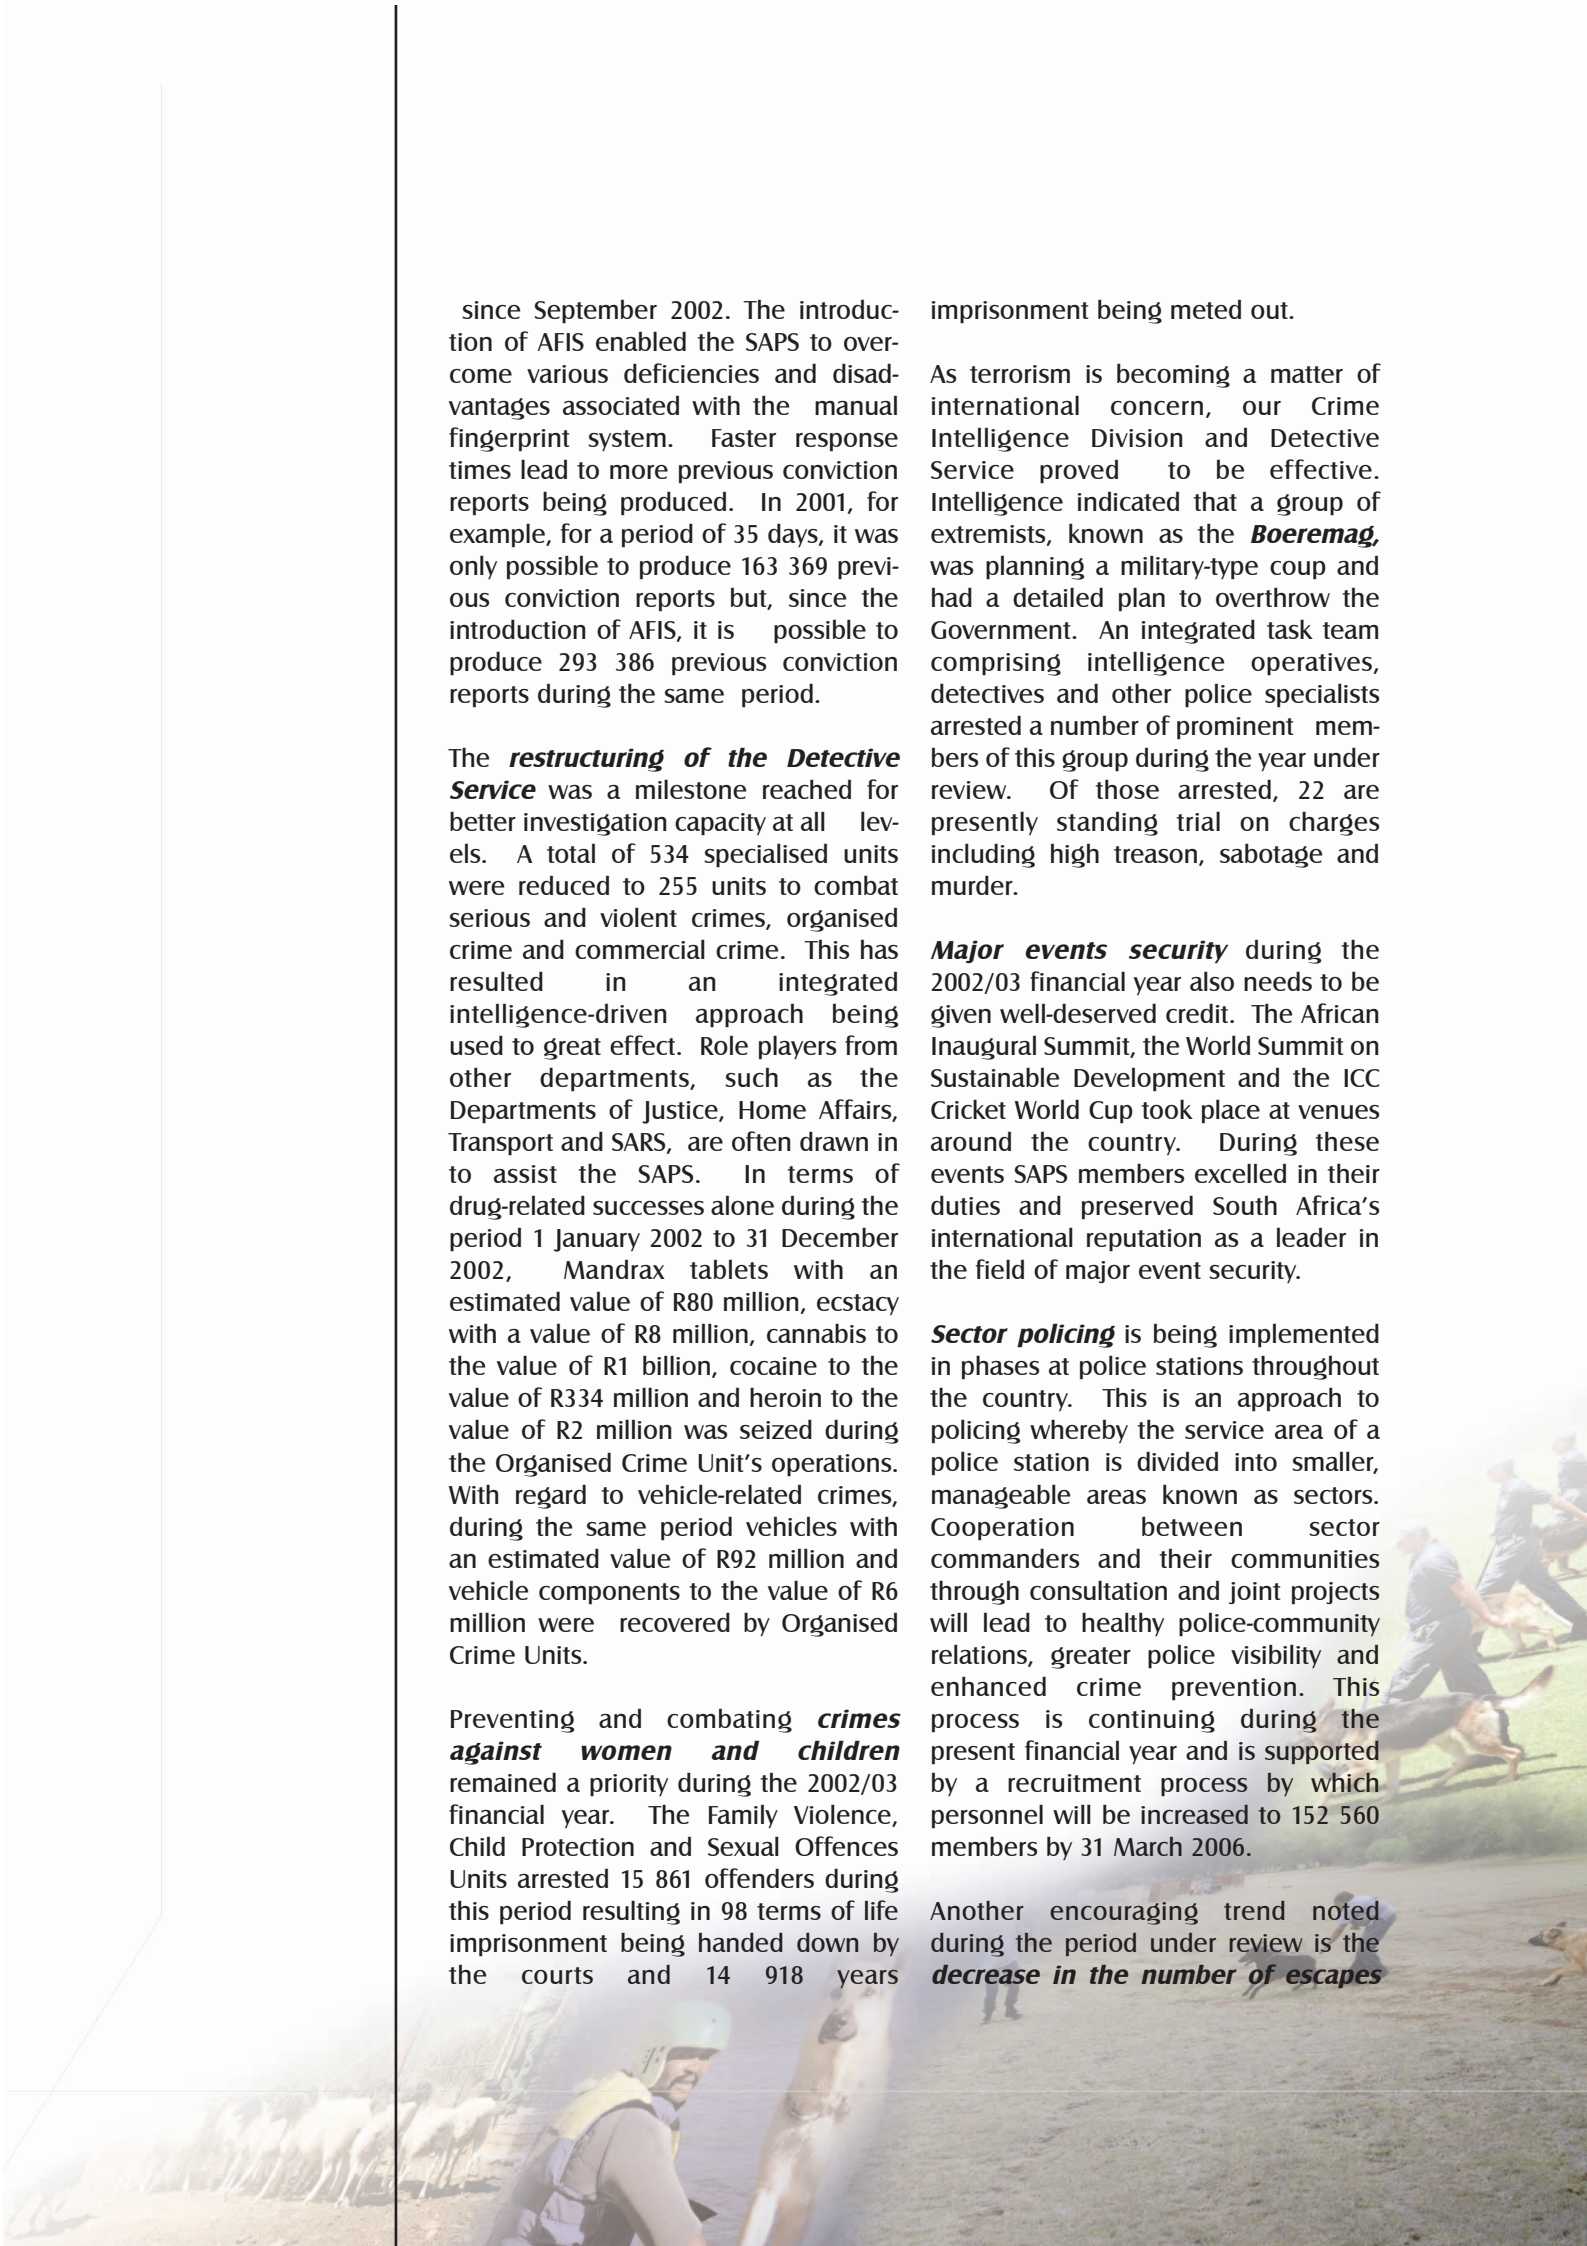 since September 2002. The introduc-
tion of AFIS enabled the SAPS to over-
come various deficiencies and disad-
vantages associated with the manual
fingerprint system. Faster response
times lead to more previous conviction
reports being produced. In 2001, for
example, for a period of 35 days, it was
only possible to produce 163 369 previ-
ous conviction reports but, since the
introduction of AFIS, it is possible to
produce 293 386 previous conviction
reports during the same period.
The restructuring of the Detective
Service was a milestone reached for
better investigation capacity at all lev-
els. A total of 534 specialised units
were reduced to 255 units to combat
serious and violent crimes, organised
crime and commercial crime. This has
resulted in an integrated
intelligence-driven approach being
used to great effect. Role players from
other departments, such as the
Departments of Justice, Home Affairs,
Transport and SARS, are often drawn in
to assist the SAPS. In terms of
drug-related successes alone during the
period 1 January 2002 to 31 December
2002, Mandrax tablets with an
estimated value of R80 million, ecstacy
with a value of R8 million, cannabis to
the value of R1 billion, cocaine to the
value of R334 million and heroin to the
value of R2 million was seized during
the Organised Crime Unit's operations.
With regard to vehicle-related crimes,
during the same period vehicles with
an estimated value of R92 million and
vehicle components to the value of R6
million were recovered by Organised
Crime Units.
Preventing and combating crimes
against women and children
remained a priority during the 2002/03
financial year. The Family Violence,
Child Protection and Sexual Offences
Units arrested 15 861 offenders during
this period resulting in 98 terms of life
imprisonment being handed down by
the courts and 14 918 years
imprisonment being meted out.
As terrorism is becoming a matter of
international concern, our Crime
Intelligence Division and Detective
Service proved to be effective.
Intelligence indicated that a group of
extremists, known as the Boeremag,
was planning a military-type coup and
had a detailed plan to overthrow the
Government. An integrated task team
comprising intelligence operatives,
detectives and other police specialists
arrested a number of prominent mem-
bers of this group during the year under
review. Of those arrested, 22 are
presently standing trial on charges
including high treason, sabotage and
murder.
Major events security during the
2002/03 financial year also needs to be
given well-deserved credit. The African
Inaugural Summit, the World Summit on
Sustainable Development and the ICC
Cricket World Cup took place at venues
around the country. During these
events SAPS members excelled in their
duties and preserved South Africa's
international reputation as a leader in
the field of major event security.
Sector policing is being implemented
in phases at police stations throughout
the country. This is an approach to
policing whereby the service area of a
police station is divided into smaller,
manageable areas known as sectors.
Cooperation between sector
commanders and their communities
through consultation and joint projects
will lead to healthy police-community
relations, greater police visibility and
enhanced crime prevention. This
process is continuing during the
present financial year and is supported
by a recruitment process by which
personnel will be increased to 152 560
members by 31 March 2006.
Another encouraging trend noted
during the period under review is the
decrease in the number of escapes